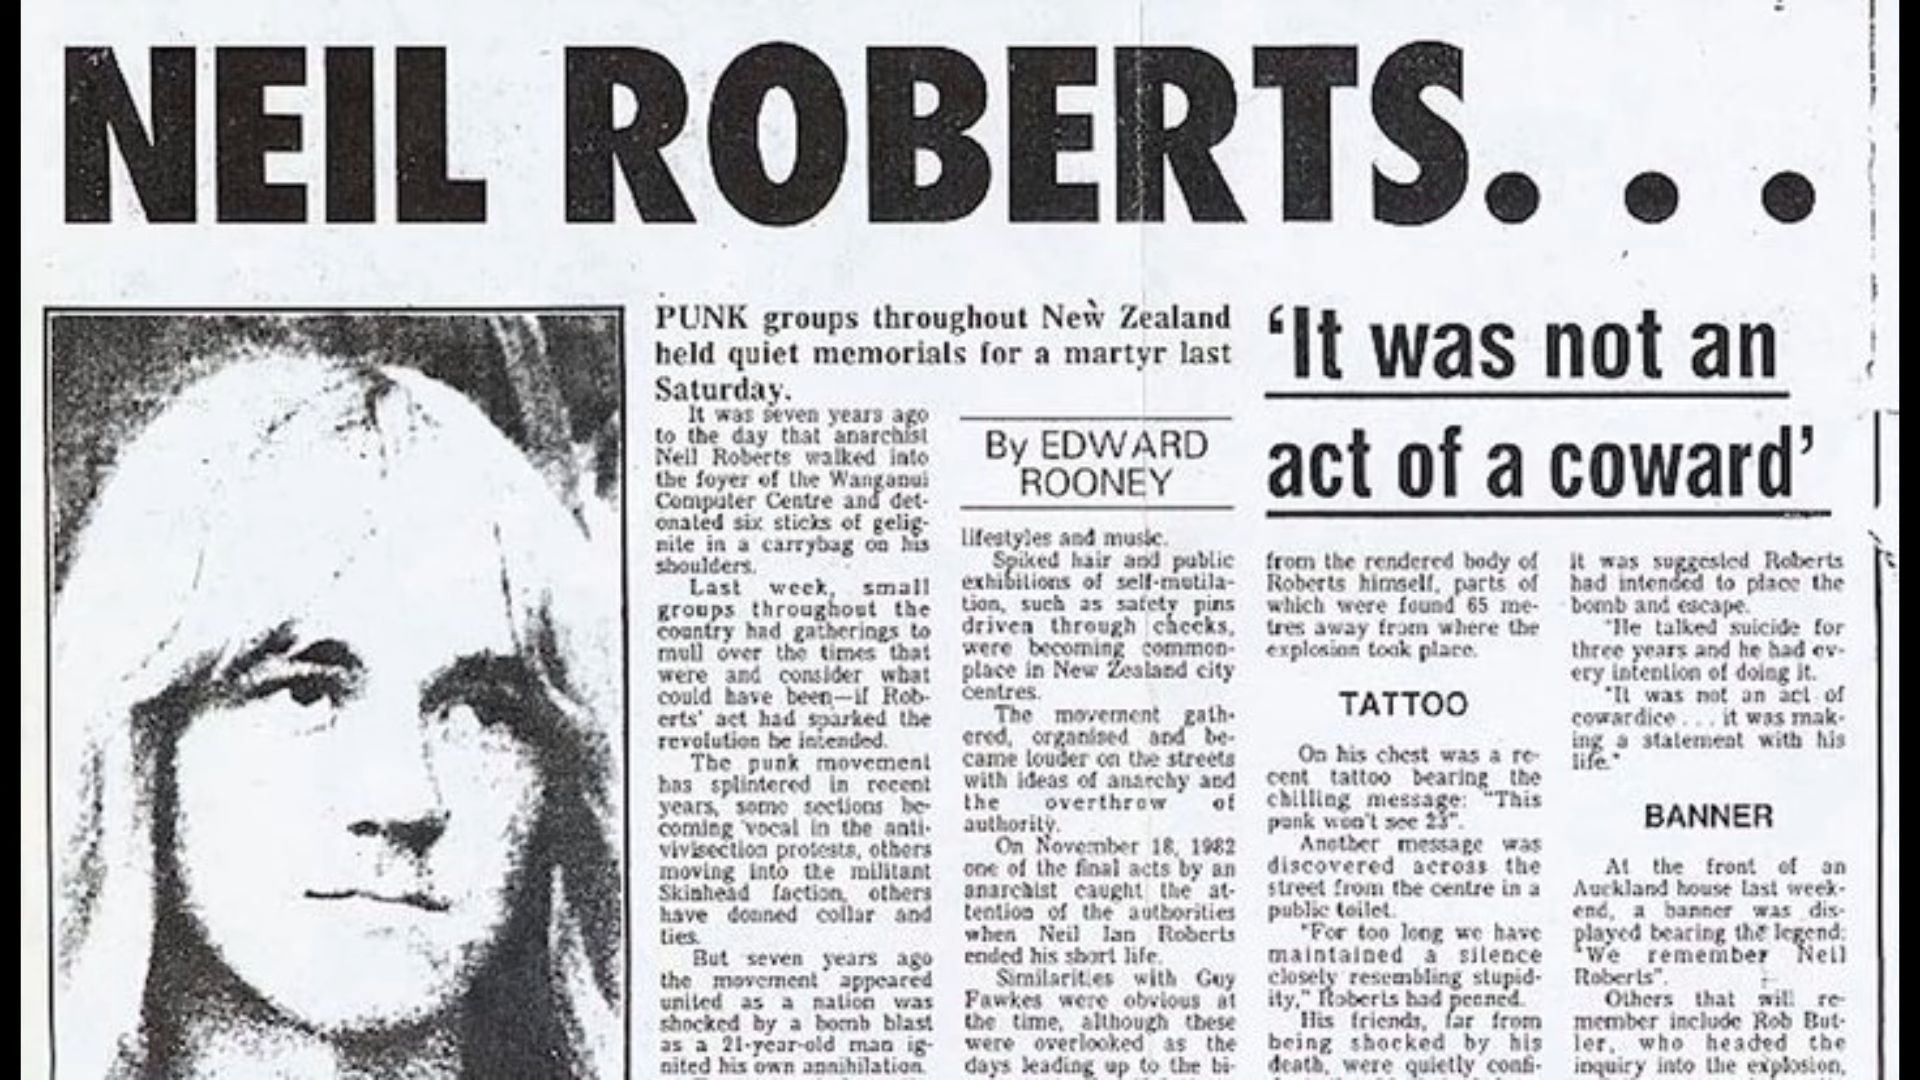 NEIL ROBERTS. . .
PUNK groups throughout New Zealand
held quiet memorials for a martyr last
Saturday.
It was seven years ago
to the day that anarchist
Neil Roberts walked into
the foyer of the Wanganui
Computer Centre and det-
onated six sticks of gelig-
nite in a carrybag on his
shoulders.
Last week, small
groups throughout the
country had gatherings to
mull over the times that
were and consider what
could have been—if Rob-
erts' act had sparked the
revolution he intended.
The punk movement
has splintered in recent
years, some sections be-
coming vocal in the anti-
vivisection protests, others
moving into the militant
Skinhead faction, others
have donned collar and
ties.
But seven years ago
the movement appeared
united as a nation was
shocked by a bomb blast
as a 21-year-old man ig-
nited his own annihilation.
By EDWARD
ROONEY
lifestyles and music.
Spiked hair and public
exhibitions of self-mutila-
tion, such as safety pins
driven through cheeks,
were becoming common-
place in New Zealand city
centres.
The movement gath-
ered, organised and be-
came louder on the streets
with ideas of anarchy and
the overthrow of
authority.
On November 18, 1982
one of the final acts by an
anarchist caught the at-
tention of the authorities
when Neil Ian Roberts
ended his short life.
Similarities with Guy
Fawkes were obvious at
the time, although these
were overlooked as the
days leading up to the bi-
‘It was not an
act of a coward’
from the rendered body of
Roberts himself, parts of
which were found 65 me-
tres away from where the
explosion took place.
TATTOO
On his chest was a re-
cent tattoo bearing the
chilling message: "This
punk won't see 23".
Another message was
discovered across the
street from the centre in a
public toilet.
"For too long we have
maintained a silence
closely resembling stupid-
ity," Roberts had penned.
His friends, far from
being shocked by his
death, were quietly confi-
it was suggested Roberts
had intended to place the
bomb and escape.
"He talked suicide for
three years and he had ev-
ery intention of doing it.
"It was not an act of
cowardice . . . it was mak-
ing a statement with his
life."
BANNER
At the front of an
Auckland house last week-
end, a banner was dis-
played bearing the legend:
"We remember Neil
Roberts".
Others that will re-
member include Rob But-
ler, who headed the
inquiry into the explosion,